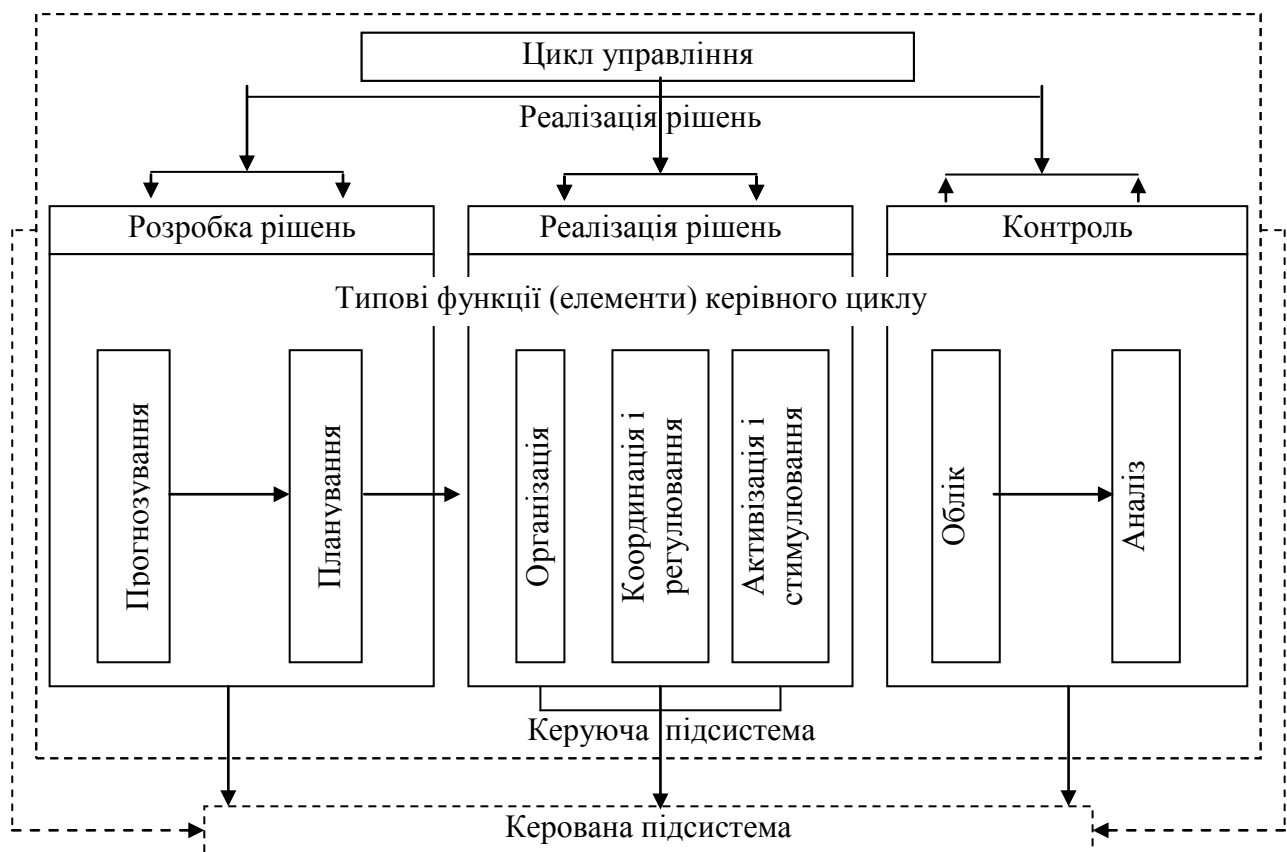 Цикл управління
Реалізація рішень
Розробка рішень
Реалізація рішень
Контроль
Типові функції (елементи) керівного циклу
Прогнозування
Планування
Організація
Координація і
регулювання
Активізація і
стимулювання
Облік
Аналіз
Керуюча підсистема
Керована підсистема